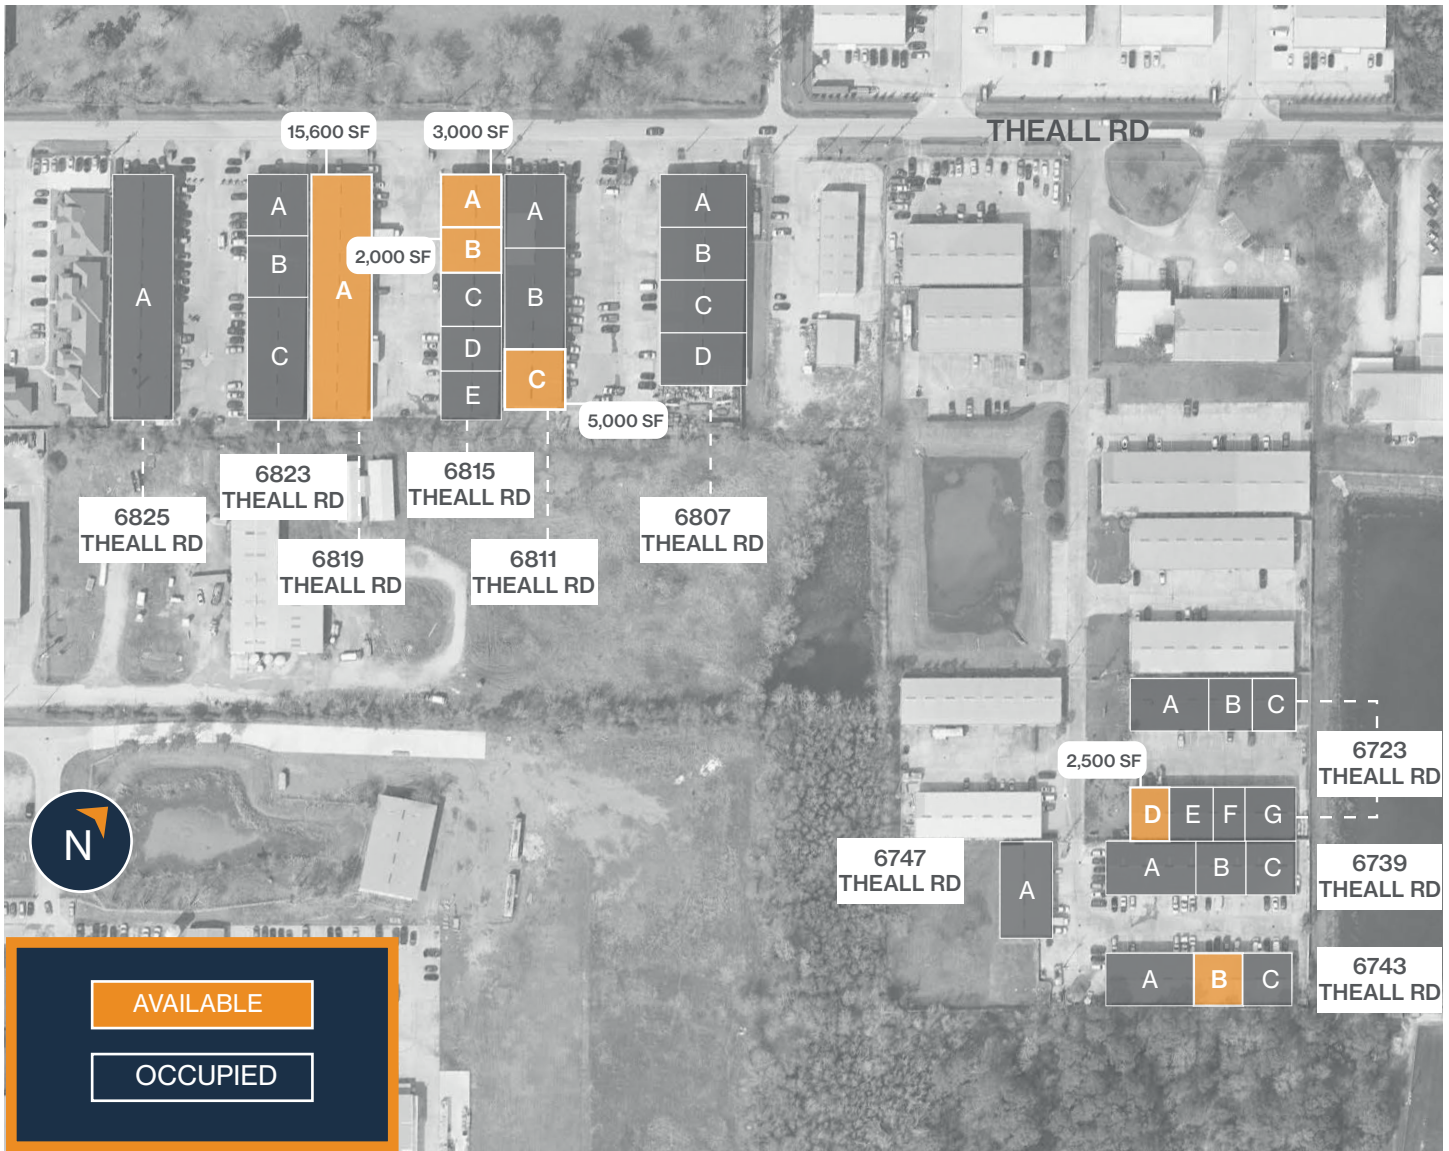 THEALL RD
15,600 SF
3,000 SF
A
A
B
C
A
2,000 SF
A
B
C
D
E
A
B
C
5,000 SF
A
B
C
D
6825
THEALL RD
6823
THEALL RD
6819
THEALL RD
6815
THEALL RD
6811
THEALL RD
6807
THEALL RD
A
B
C
6723
THEALL RD
2,500 SF
D
E
F
G
6747
THEALL RD
A
A
B
C
6739
THEALL RD
A
B
C
6743
THEALL RD
N
AVAILABLE
OCCUPIED